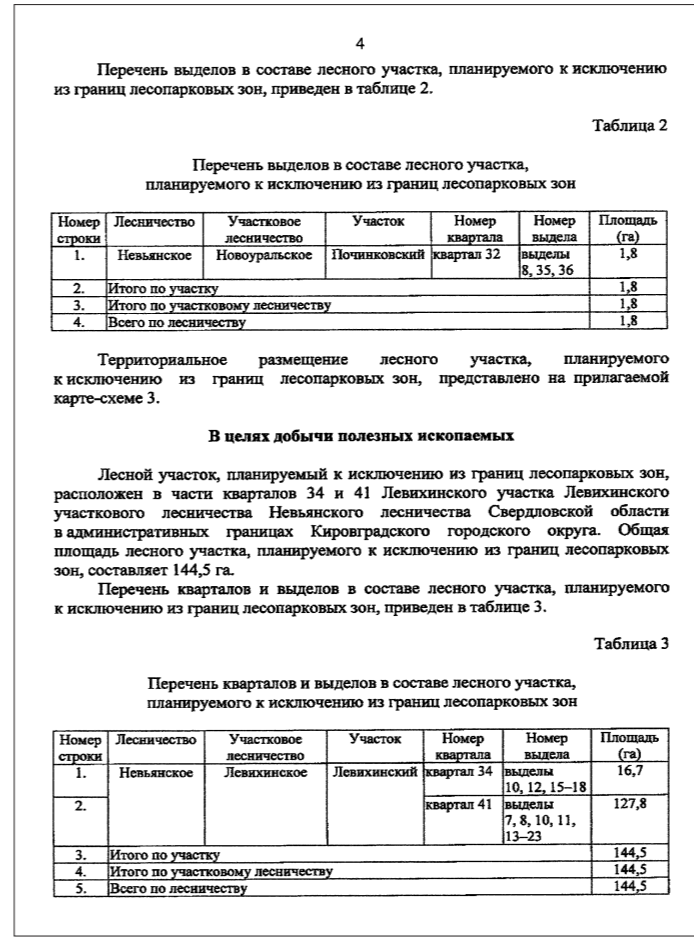 4
Перечень выделов в составе лесного участка, планируемого к исключению
из границ лесопарковых зон, приведен в таблице 2.
Таблица 2
Перечень выделов в составе лесного участка,
планируемого к исключению из границ лесопарковых зон
Номер строки Лесничество Участковое лесничество Участок Номер квартала Номер выдела Площадь (га)
1. Невьянское Новоуральское Починковский квартал 32 выделы 8, 35, 36 1,8
2. Итого по участку 1,8
3. Итого по участковому лесничеству 1,8
4. Всего по лесничеству 1,8
Территориальное размещение лесного участка, планируемого
к исключению из границ лесопарковых зон, представлено на прилагаемой
карте-схеме 3.
В целях добычи полезных ископаемых
Лесной участок, планируемый к исключению из границ лесопарковых зон,
расположен в части кварталов 34 и 41 Левихинского участка Левихинского
участкового лесничества Невьянского лесничества Свердловской области
в административных границах Кировградского городского округа. Общая
площадь лесного участка, планируемого к исключению из границ лесопарковых
зон, составляет 144,5 га.
Перечень кварталов и выделов в составе лесного участка, планируемого
к исключению из границ лесопарковых зон, приведен в таблице 3.
Таблица 3
Перечень кварталов и выделов в составе лесного участка,
планируемого к исключению из границ лесопарковых зон
Номер строки Лесничество Участковое лесничество Участок Номер квартала Номер выдела Площадь (га)
1. Невьянское Левихинское Левихинский квартал 34 выделы 10, 12, 15–18 16,7
2. квартал 41 выделы 7, 8, 10, 11, 13–23 127,8
3. Итого по участку 144,5
4. Итого по участковому лесничеству 144,5
5. Всего по лесничеству 144,5